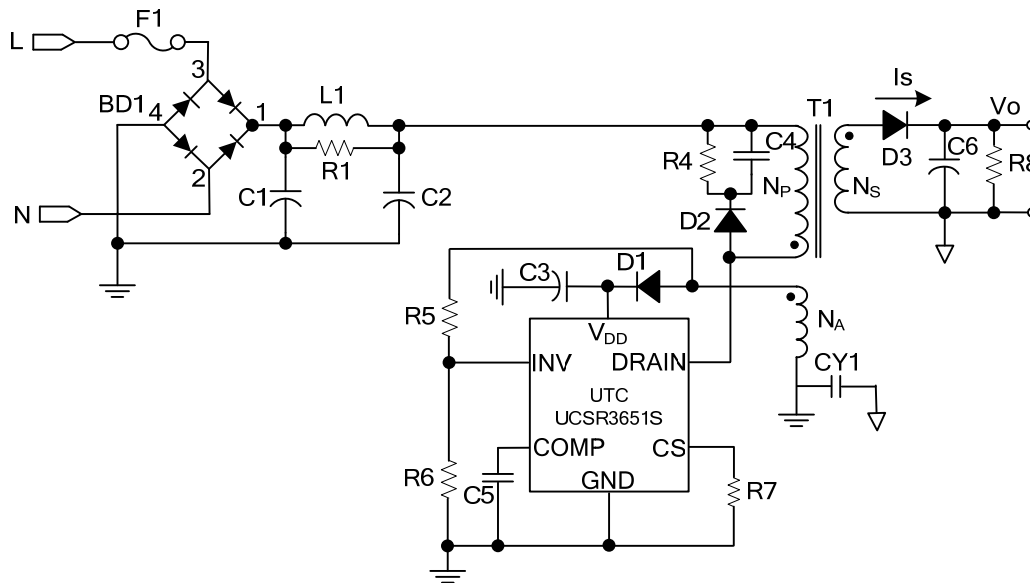 F1
L
3
BD1
4
1
L1
Is
T1
Vo
R1
R4
C4
D3
C6
R8
2
C1
C2
NP
NS
N
D2
C3
D1
R5
VDD
NA
INV
DRAIN
CY1
UTC
UCSR3651S
COMP
CS
R6
C5
GND
R7